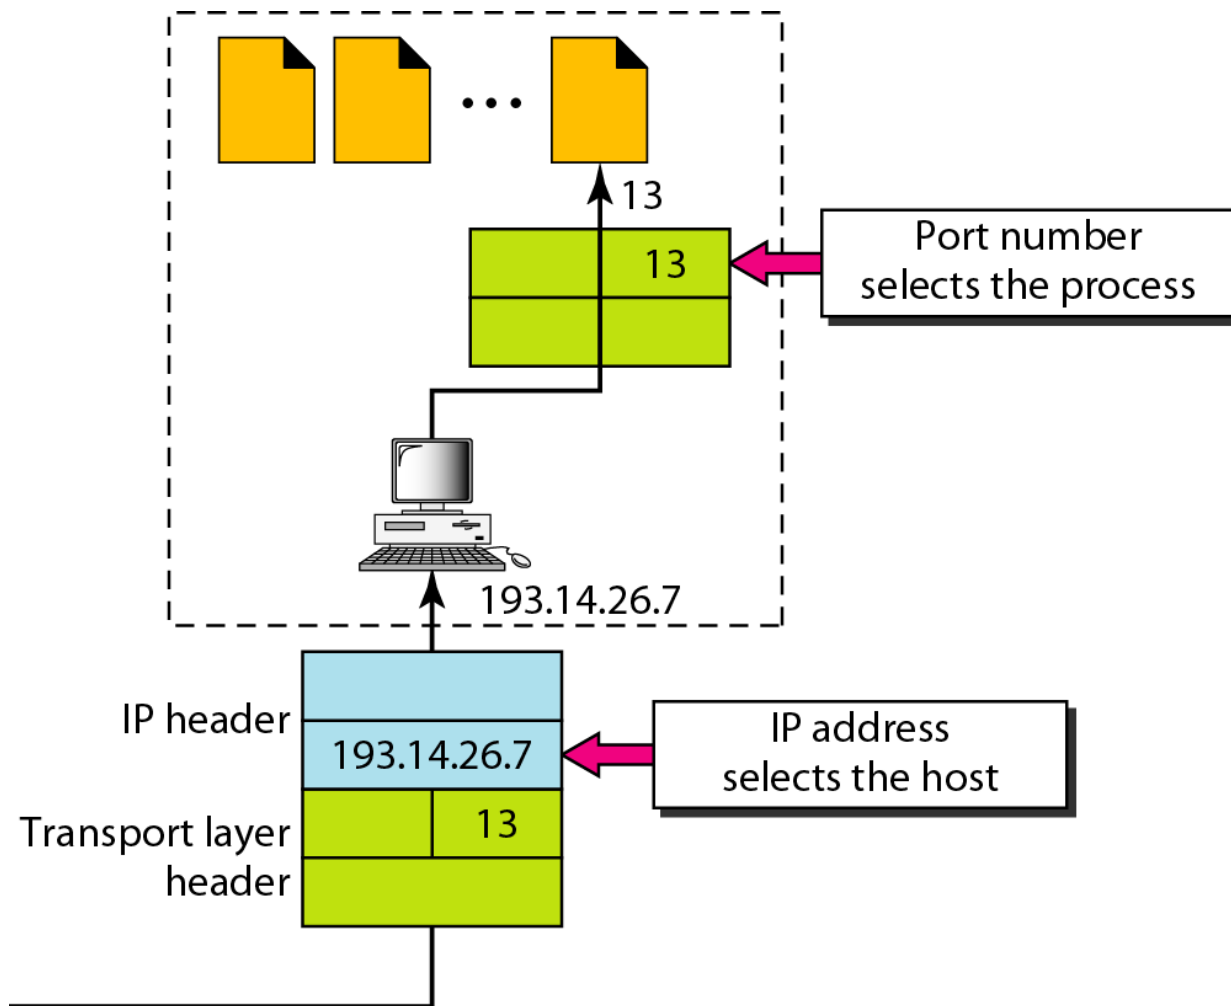 13
13
Port number
selects the process
193.14.26.7
IP header
193.14.26.7
IP address
selects the host
Transport layer
header
13